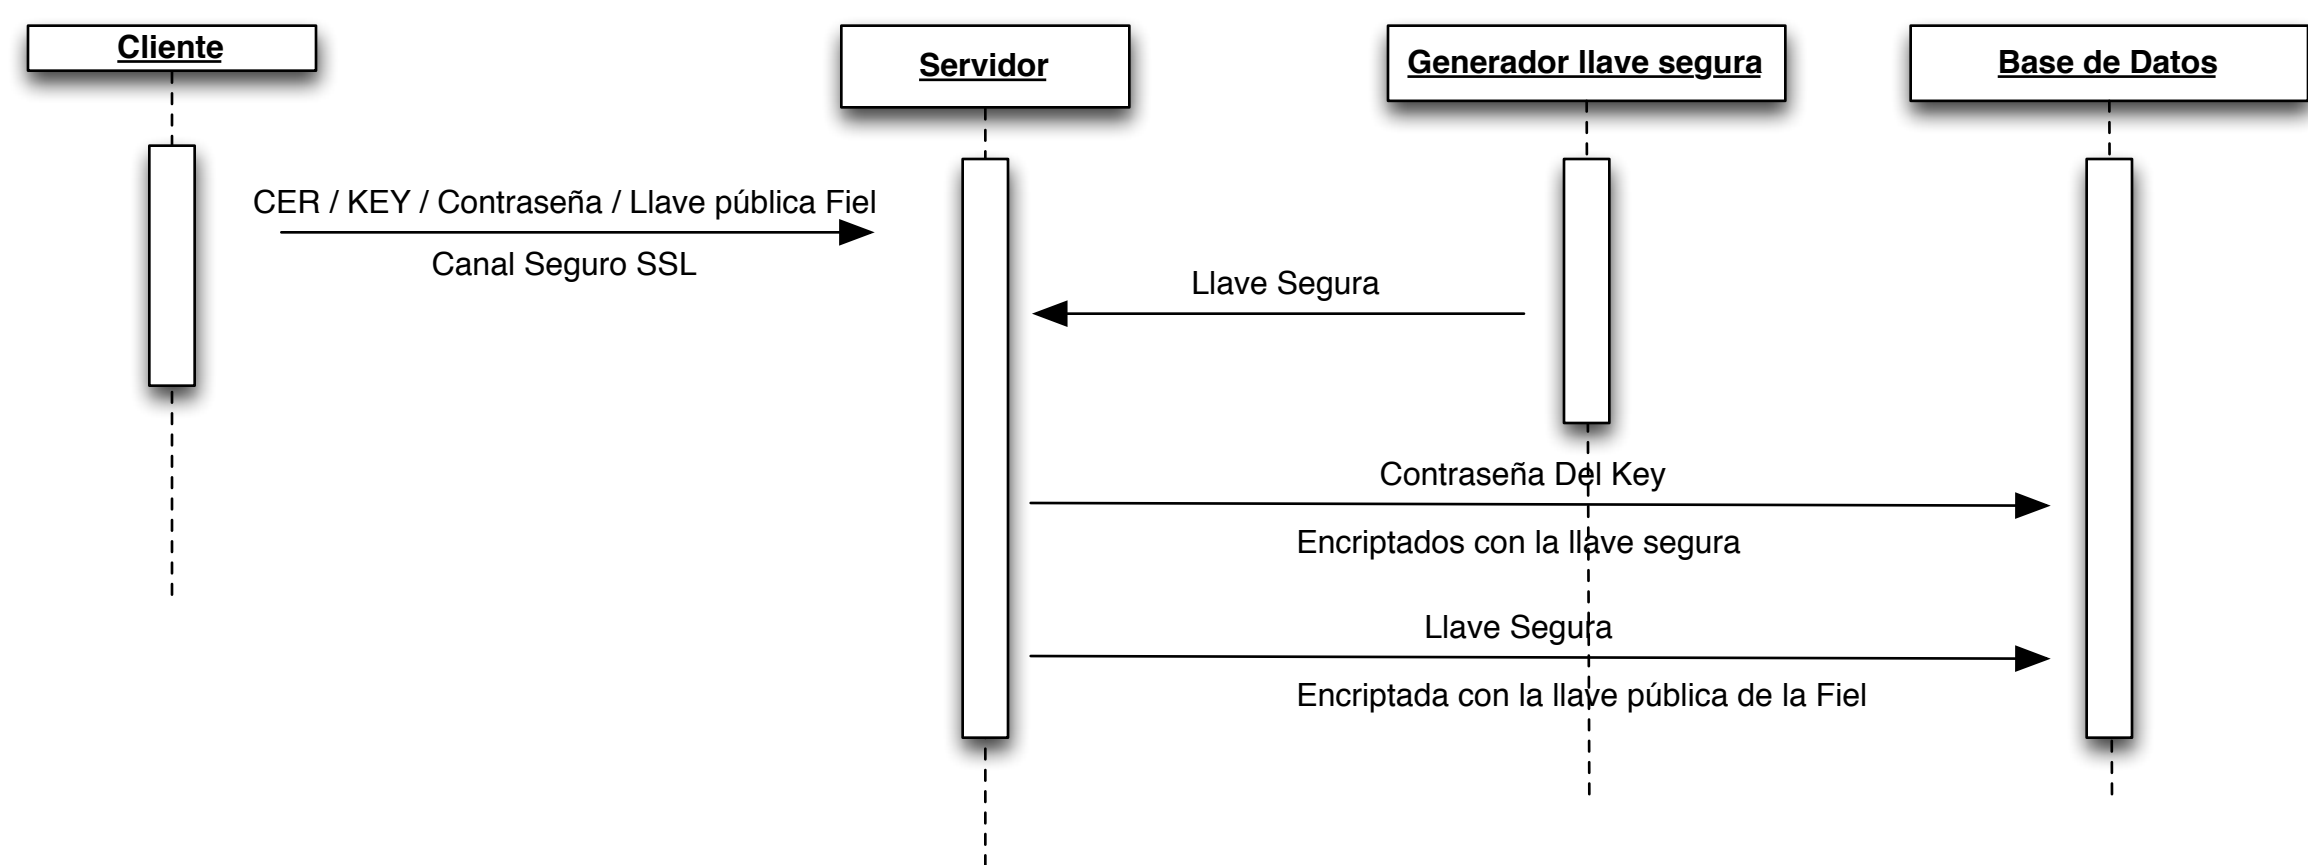 Cliente
Servidor
Generador llave segura
Base de Datos
CER / KEY / Contraseña / Llave pública Fiel
Canal Seguro SSL
Llave Segura
Contraseña Del Key
Encriptados con la llave segura
Llave Segura
Encriptada con la llave pública de la Fiel